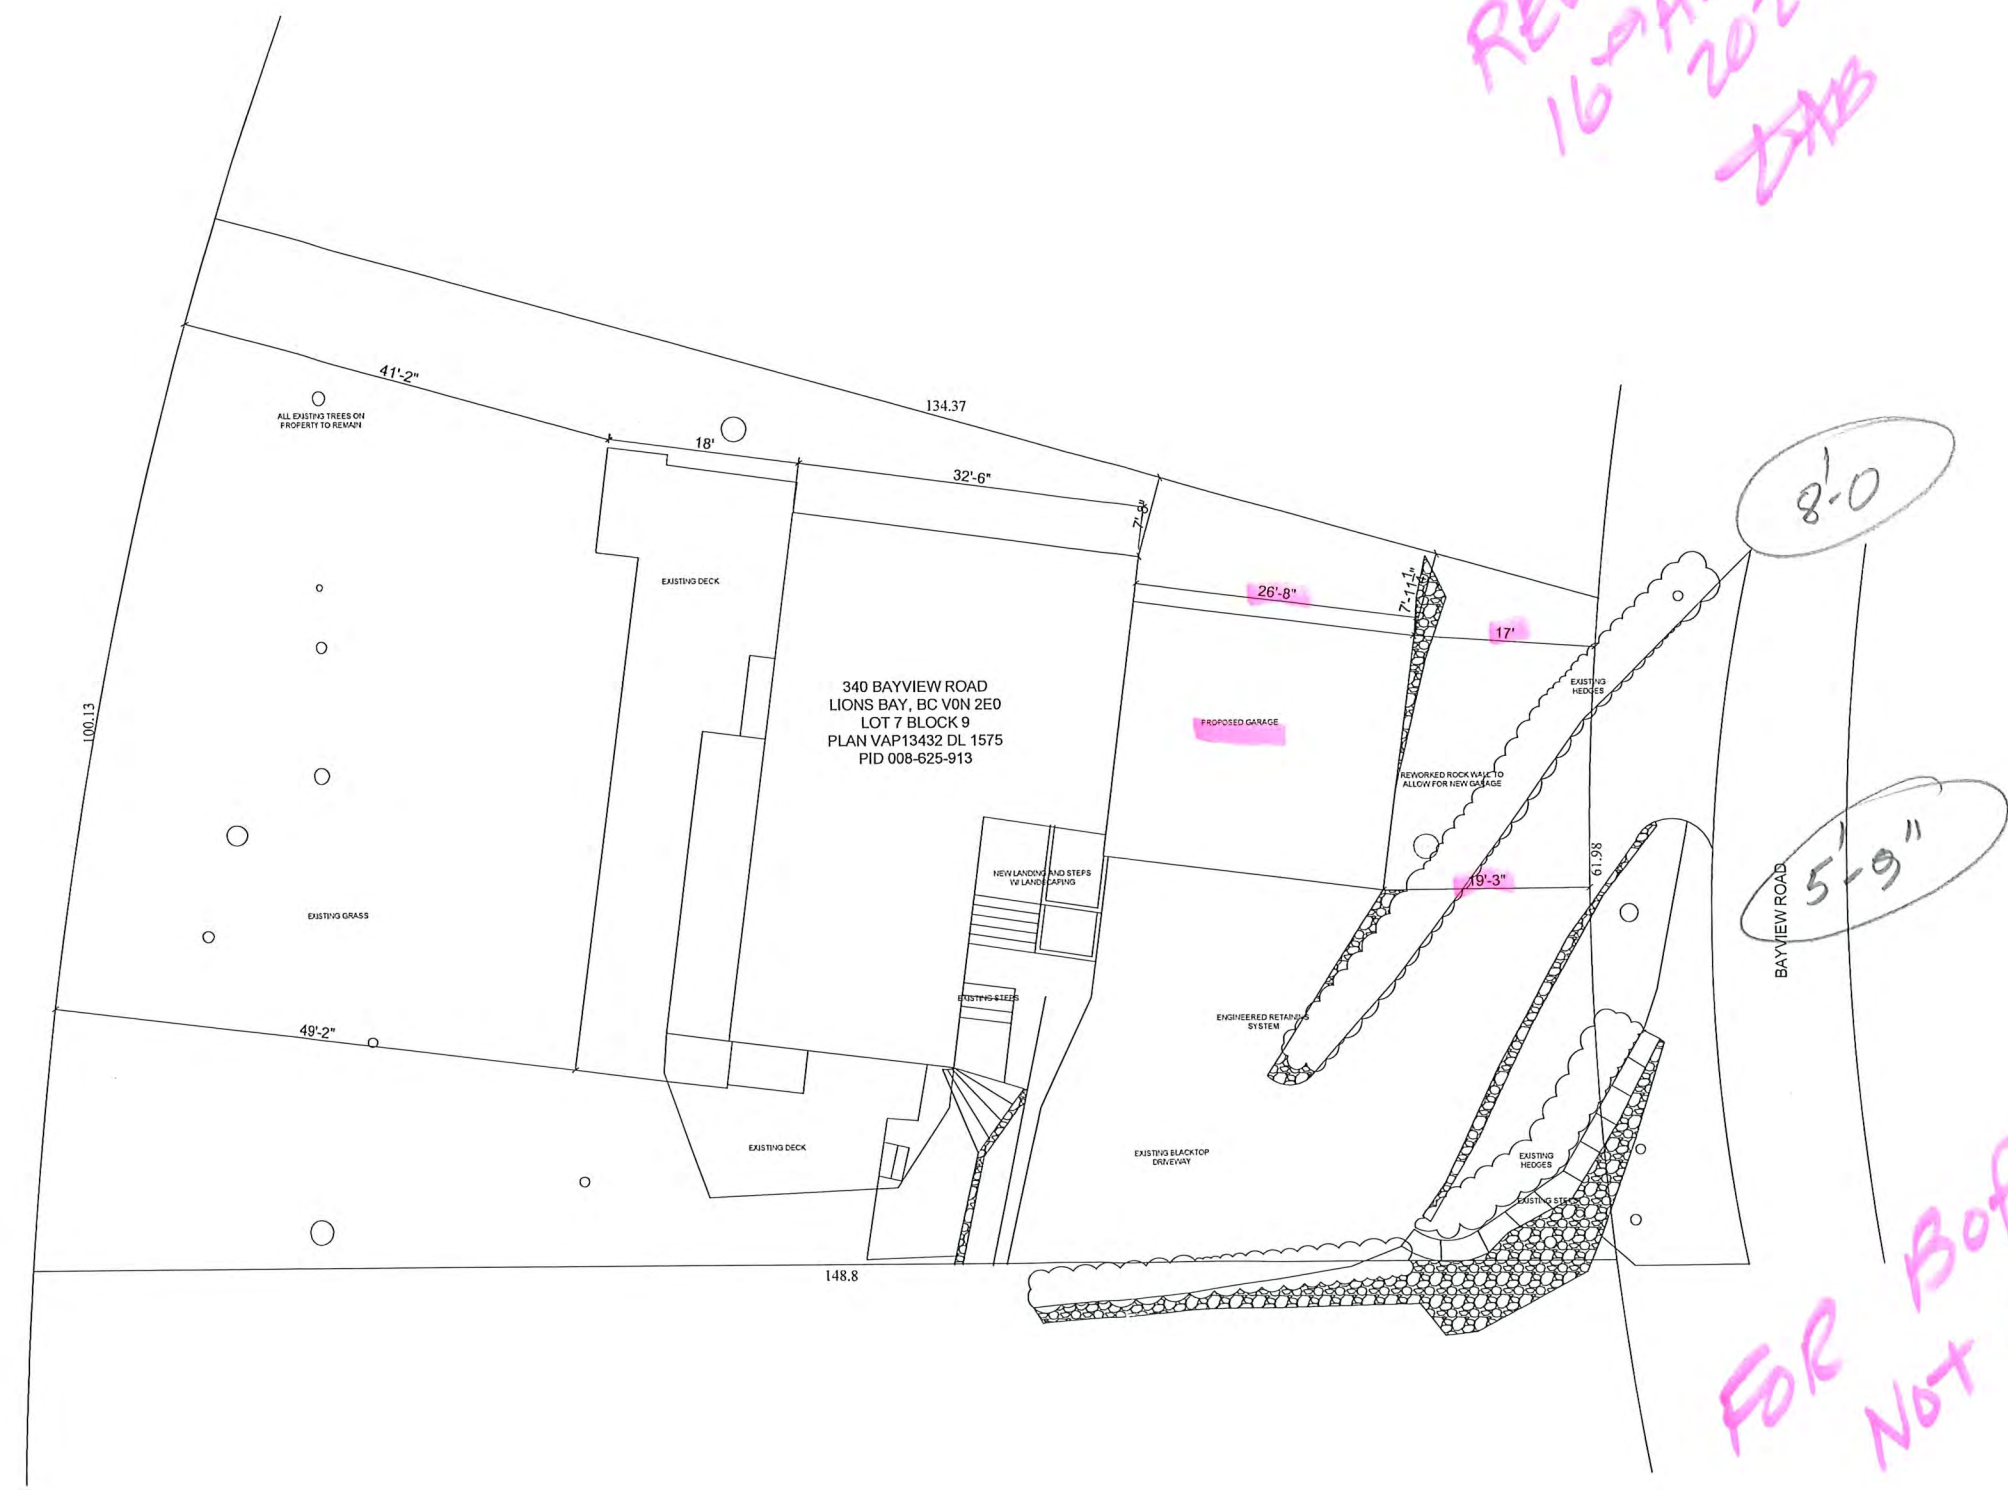 16
DAB
134.37
41'-2"
ALL EXISTING TREES ON
PROPERTY TO REMAIN
18'
32'-6"
7'-8"
8'-0
EXISTING DECK
26'-8"
7'-11
17'
340 BAYVIEW ROAD
LIONS BAY, BC V0N 2E0
LOT 7 BLOCK 9
PLAN VAP13432 DL 1575
PID 008-625-913
EXISTING
HEDGES
100.13
PROPOSED GARAGE
REWORKED ROCK WALL TO
ALLOW FOR NEW GARAGE
61.98
5'-9"
BAYVIEW ROAD
NEW LANDING AND STEPS
W/ LANDSCAPING
19'-3"
EXISTING GRASS
EXISTING STEPS
ENGINEERED RETAINING
SYSTEM
49'-2"
EXISTING DECK
EXISTING BLACKTOP
DRIVEWAY
EXISTING
HEDGES
EXISTING STEPS
148.8
FOR
NOT